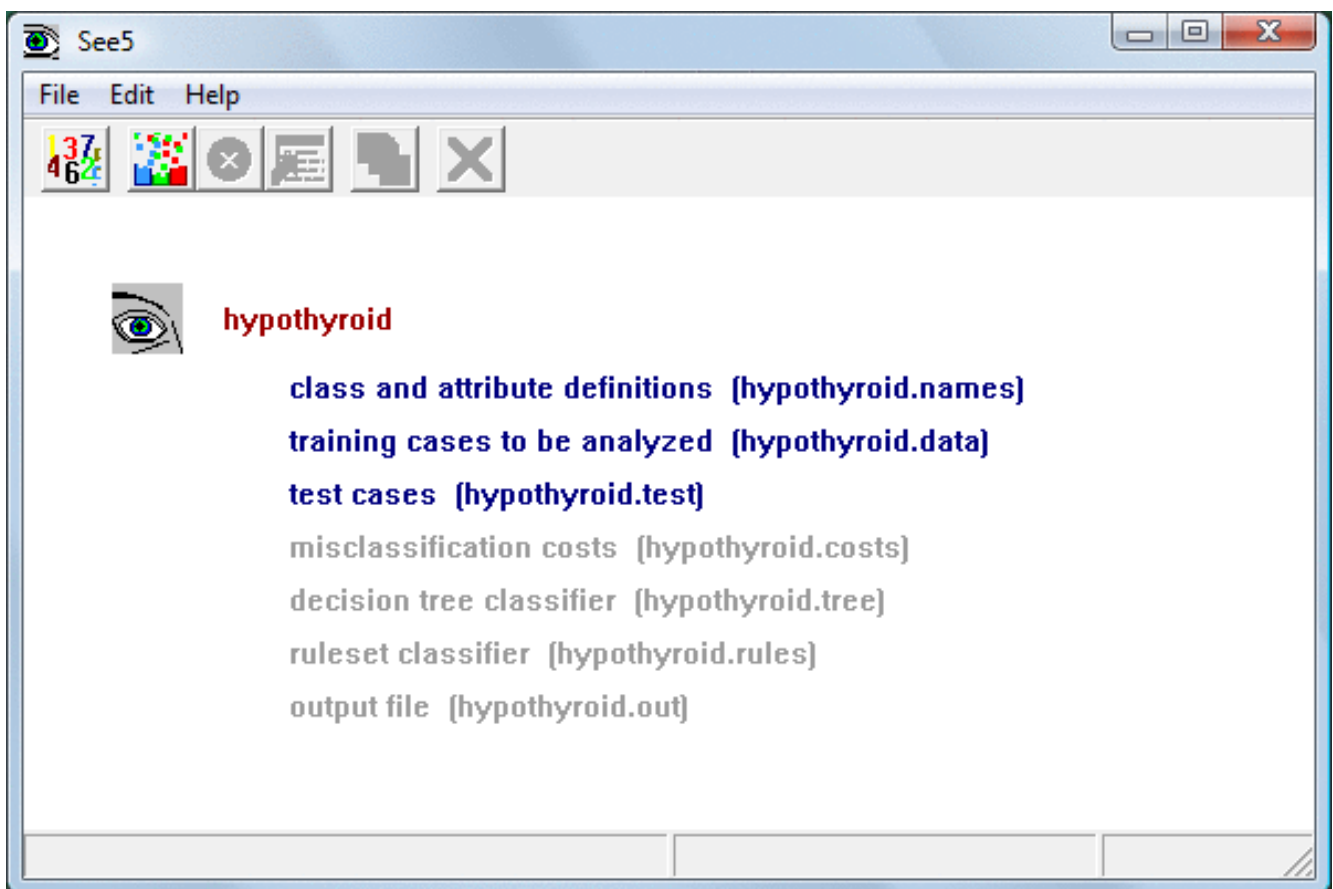 See5
File Edit Help
hypothyroid
class and attribute definitions (hypothyroid.names)
training cases to be analyzed (hypothyroid.data)
test cases (hypothyroid.test)
misclassification costs (hypothyroid.costs)
decision tree classifier (hypothyroid.tree)
ruleset classifier (hypothyroid.rules)
output file (hypothyroid.out)